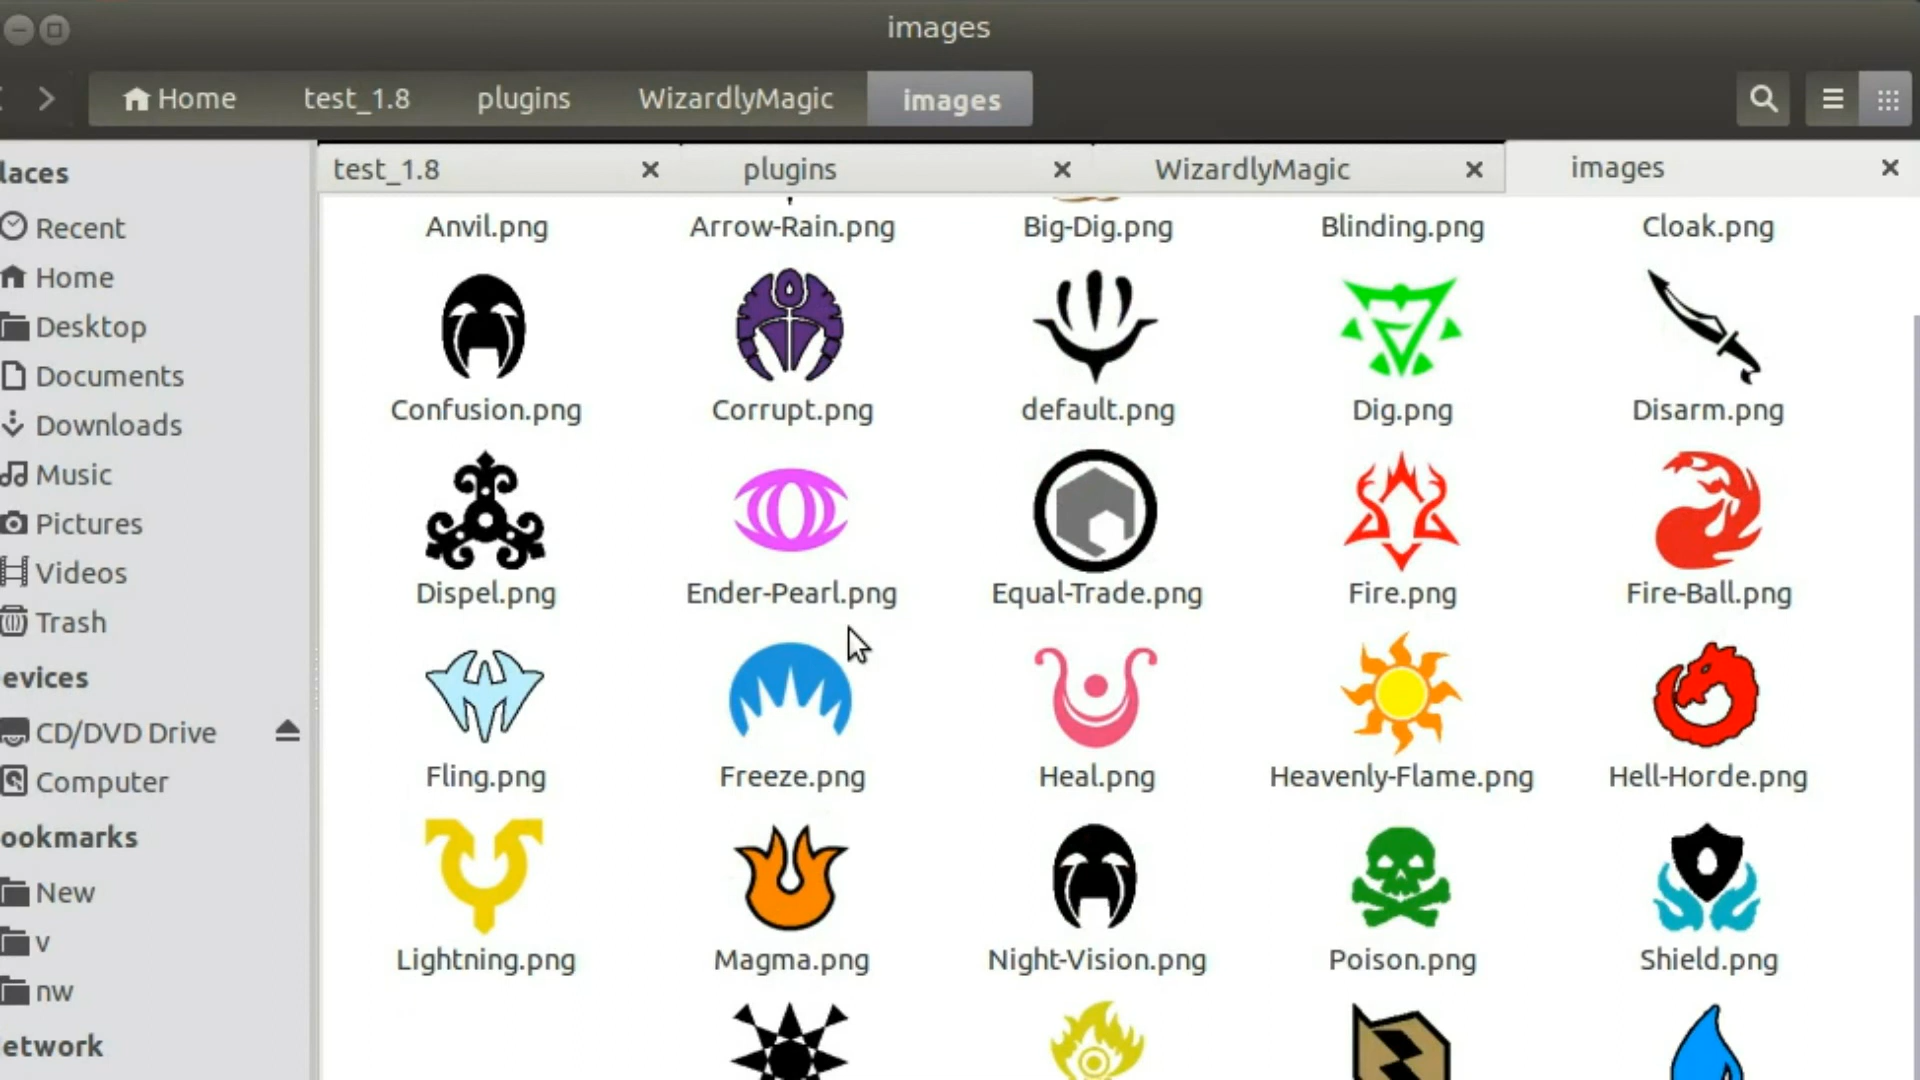 images
Home test_1.8 plugins WizardlyMagic images
test_1.8 plugins WizardlyMagic images
laces
Recent
Home
Desktop
Documents
Downloads
Music
Pictures
Videos
Trash
evices
CD/DVD Drive
Computer
ookmarks
New
v
nw
etwork
Anvil.png Arrow-Rain.png Big-Dig.png Blinding.png Cloak.png
Confusion.png Corrupt.png default.png Dig.png Disarm.png
Dispel.png Ender-Pearl.png Equal-Trade.png Fire.png Fire-Ball.png
Fling.png Freeze.png Heal.png Heavenly-Flame.png Hell-Horde.png
Lightning.png Magma.png Night-Vision.png Poison.png Shield.png